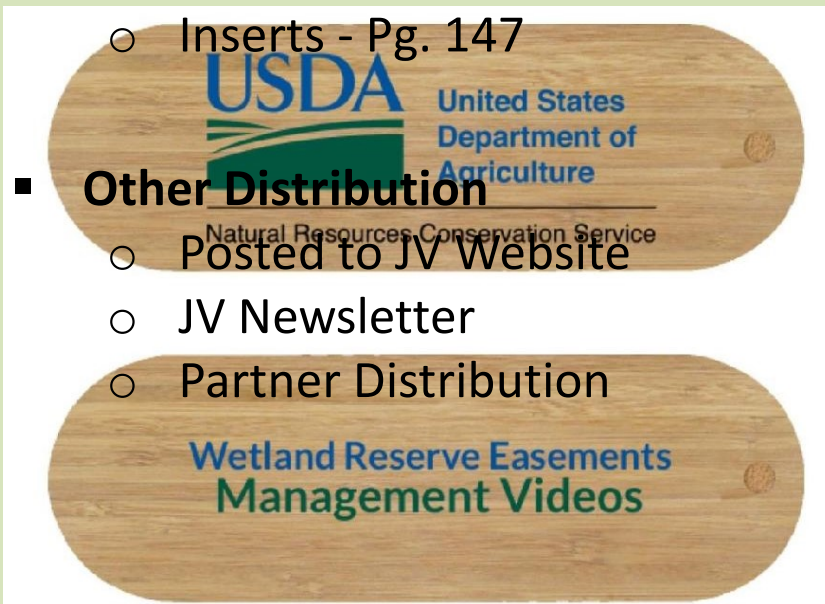 ○ Inserts - Pg. 147
USDA
United States
Department of
Agriculture
▪ Other Distribution
Natural Resources Conservation Service
○ Posted to JV Website
○ JV Newsletter
○ Partner Distribution
Wetland Reserve Easements
Management Videos